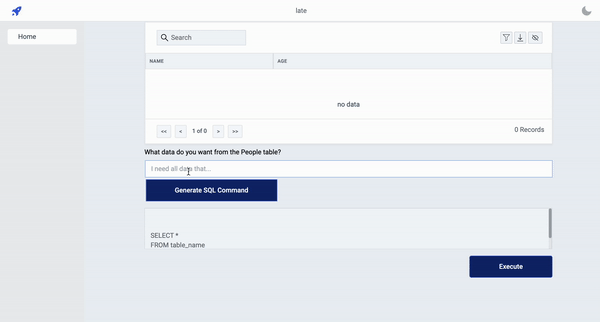 late
Home
Search
NAME AGE
no data
<< < 1 of 0 > >>
0 Records
What data do you want from the People table?
I need all data that...
Generate SQL Command
SELECT *
FROM table_name
Execute